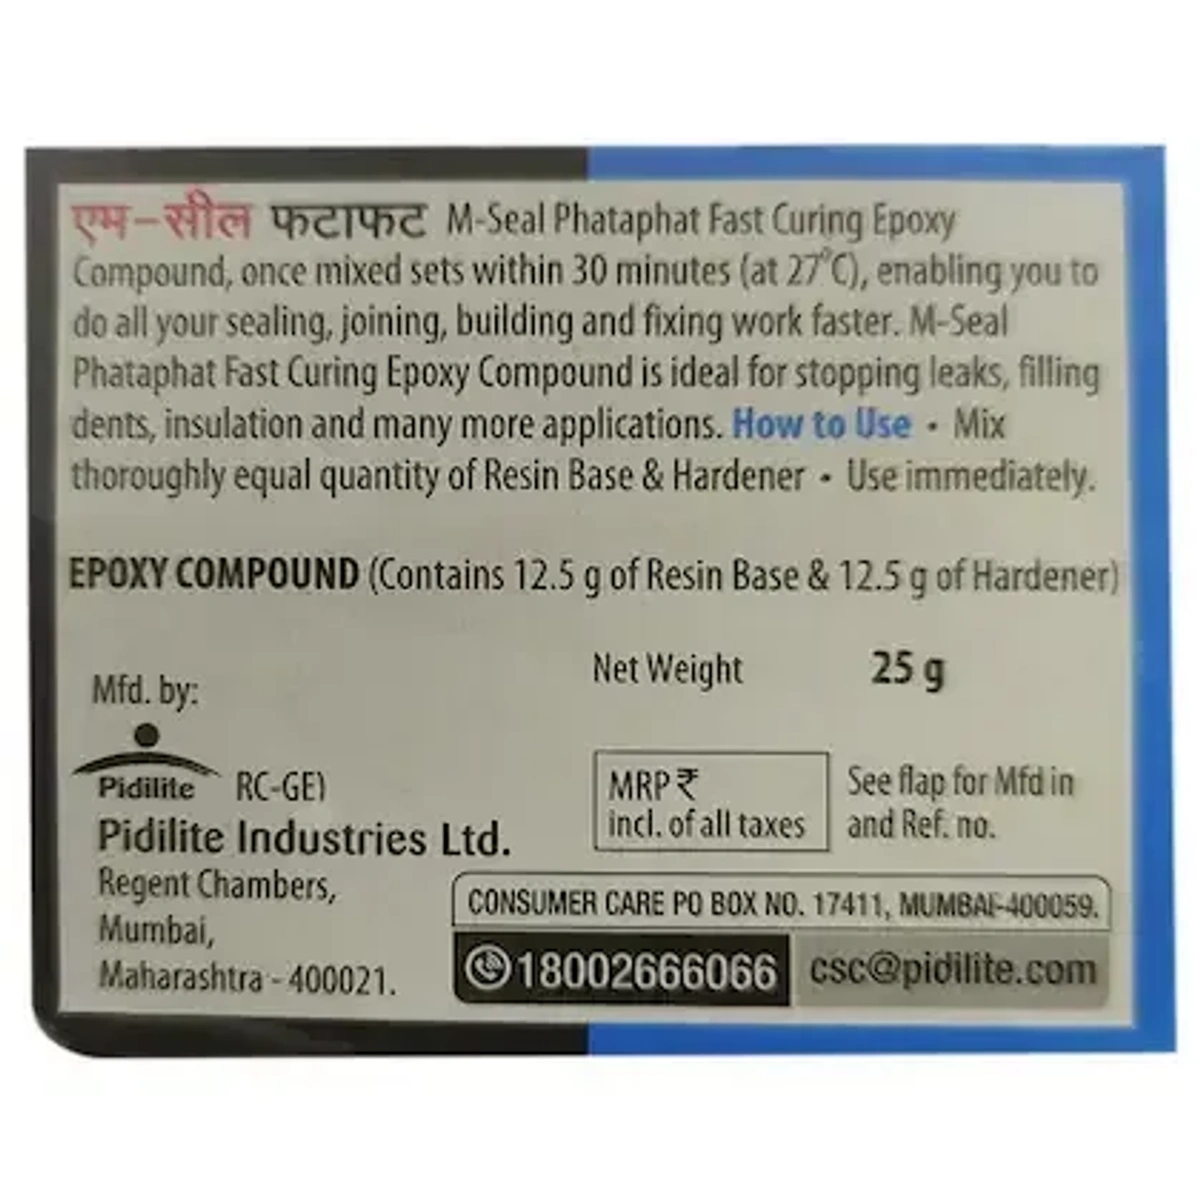 एम-सील फटाफट M-Seal Phataphat Fast Curing Epoxy
Compound, once mixed sets within 30 minutes (at 27°C), enabling you to
do all your sealing, joining, building and fixing work faster. M-Seal
Phataphat Fast Curing Epoxy Compound is ideal for stopping leaks, filling
dents, insulation and many more applications. How to Use • Mix
thoroughly equal quantity of Resin Base & Hardener • Use immediately.
EPOXY COMPOUND (Contains 12.5 g of Resin Base & 12.5 g of Hardener)
Net Weight 25 g
Mfd. by:
Pidilite RC-GE1
Pidilite Industries Ltd.
Regent Chambers,
Mumbai,
Maharashtra - 400021.
MRP ₹
incl. of all taxes
See flap for Mfd in
and Ref. no.
CONSUMER CARE PO BOX NO. 17411, MUMBAI-400059.
18002666066 csc@pidilite.com